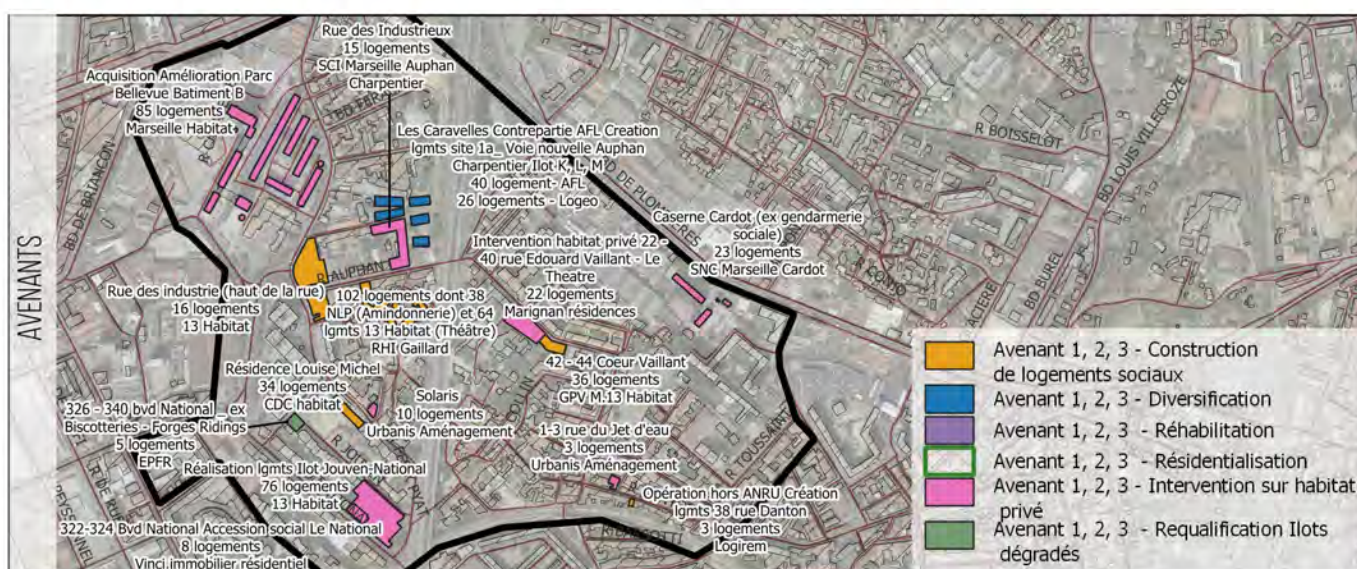 AVENANTS
Rue des Industrieux
15 logements
SCI Marseille Auphan
Charpentier
Acquisition Amélioration Parc
Bellevue Batiment B
85 logements
Marseille Habitat
Les Caravelles Contrepartie AFL Creation
lgmts site 1a_ Voie nouvelle Auphan
Charpentier Ilot K, L, M
40 logement- AFL
26 logements - Logeo
Caserne Cardot (ex gendarmerie
sociale)
23 logements
SNC Marseille Cardot
Intervention habitat privé 22 -
40 rue Edouard Vaillant - Le
Theatre
22 logements
Marignan résidences
Rue des industrie (haut de la rue)
16 logements
13 Habitat
102 logements dont 38
NLP (Amindonnerie) et 64
lgmts 13 Habitat (Théâtre)
RHI Gaillard
42 - 44 Coeur Vaillant
36 logements
GPV M.13 Habitat
Résidence Louise Michel
34 logements
CDC habitat
Solaris
10 logements
Urbanis Aménagement
326 - 340 bvd National _ ex
Biscotteries - Forges Ridings
5 logements
EPFR
1-3 rue du Jet d'eau
3 logements
Urbanis Aménagement
Réalisation lgmts Ilot Jouven-National
76 logements
13 Habitat
Opération hors ANRU Création
lgmts 38 rue Danton
3 logements
Logirem
322-324 Bvd National Accession social Le National
8 logements
Vinci immobilier résidentiel
BD DE BRIANÇON
R AUPHAN
R BOISSELOT
BD LOUIS VILLECROZE
BD BUREL
R TOUSSAINT
Avenant 1, 2, 3 - Construction
de logements sociaux
Avenant 1, 2, 3 - Diversification
Avenant 1, 2, 3 - Réhabilitation
Avenant 1, 2, 3 - Résidentialisation
Avenant 1, 2, 3 - Intervention sur habitat
privé
Avenant 1, 2, 3 - Requalification Ilots
dégradés